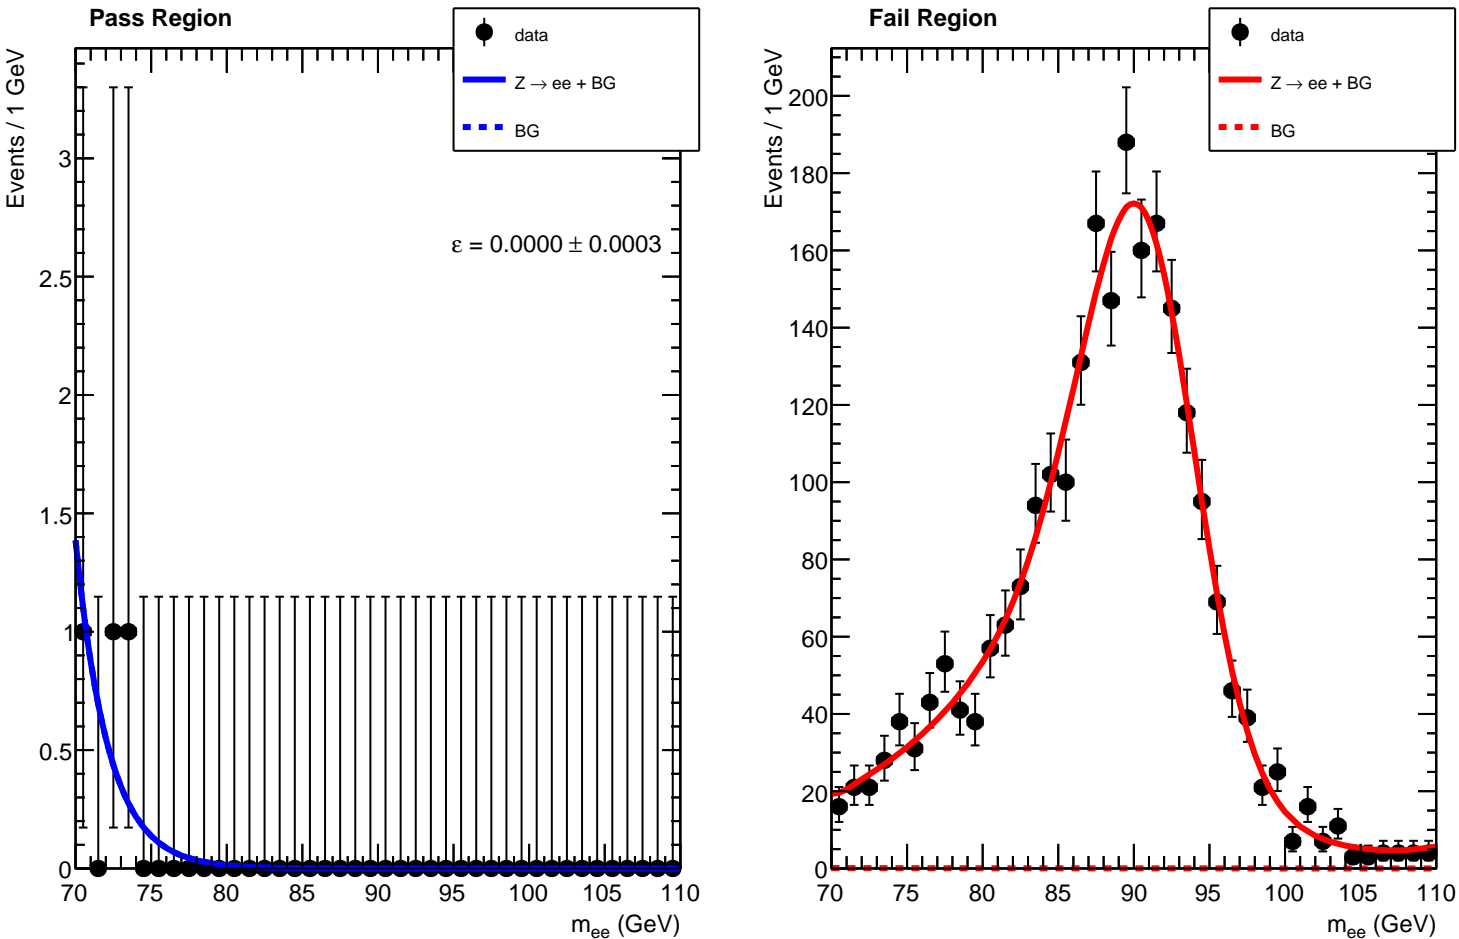 Pass Region
data
Z → ee + BG
BG
Events / 1 GeV
ε = 0.0000 ± 0.0003
3
2.5
2
1.5
1
0.5
0
70 75 80 85 90 95 100 105 110
m_ee (GeV)
Fail Region
data
Z → ee + BG
BG
Events / 1 GeV
200
180
160
140
120
100
80
60
40
20
0
70 75 80 85 90 95 100 105 110
m_ee (GeV)